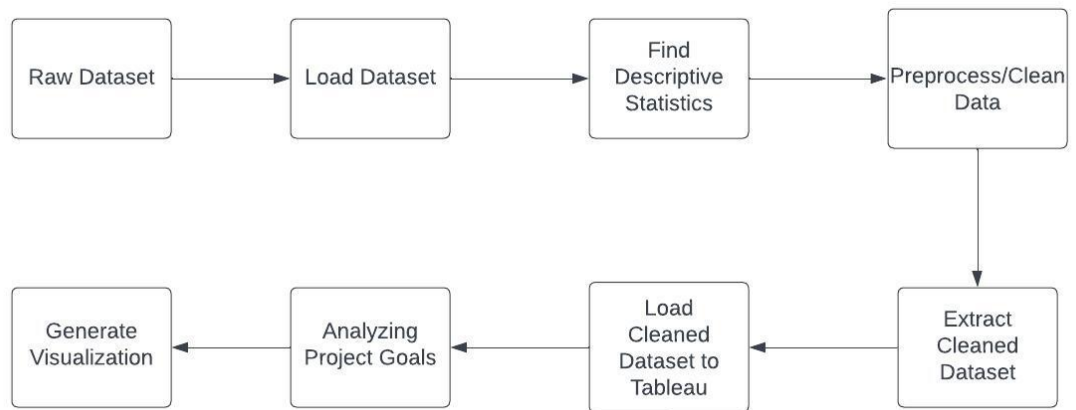 Raw Dataset
Load Dataset
Find
Descriptive
Statistics
Preprocess/Clean
Data
Generate
Visualization
Analyzing
Project Goals
Load
Cleaned
Dataset to
Tableau
Extract
Cleaned
Dataset